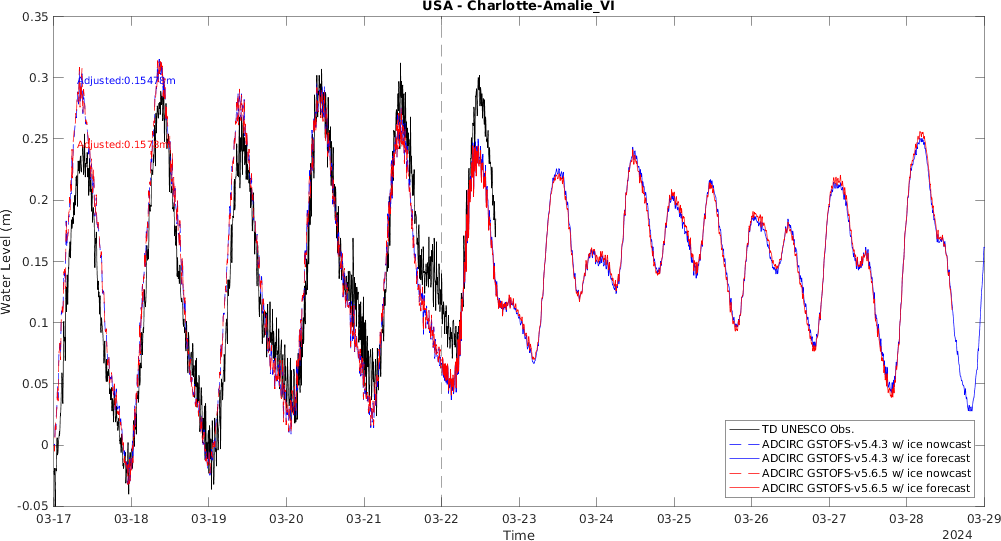 USA - Charlotte-Amalie_VI
0.35
0.3
0.25
0.2
0.15
0.1
0.05
0
-0.05
Water Level (m)
Adjusted:0.15478m
Adjusted:0.1578m
TD UNESCO Obs.
ADCIRC GSTOFS-v5.4.3 w/ ice nowcast
ADCIRC GSTOFS-v5.4.3 w/ ice forecast
ADCIRC GSTOFS-v5.6.5 w/ ice nowcast
ADCIRC GSTOFS-v5.6.5 w/ ice forecast
03-17 03-18 03-19 03-20 03-21 03-22 03-23 03-24 03-25 03-26 03-27 03-28 03-29
Time
2024